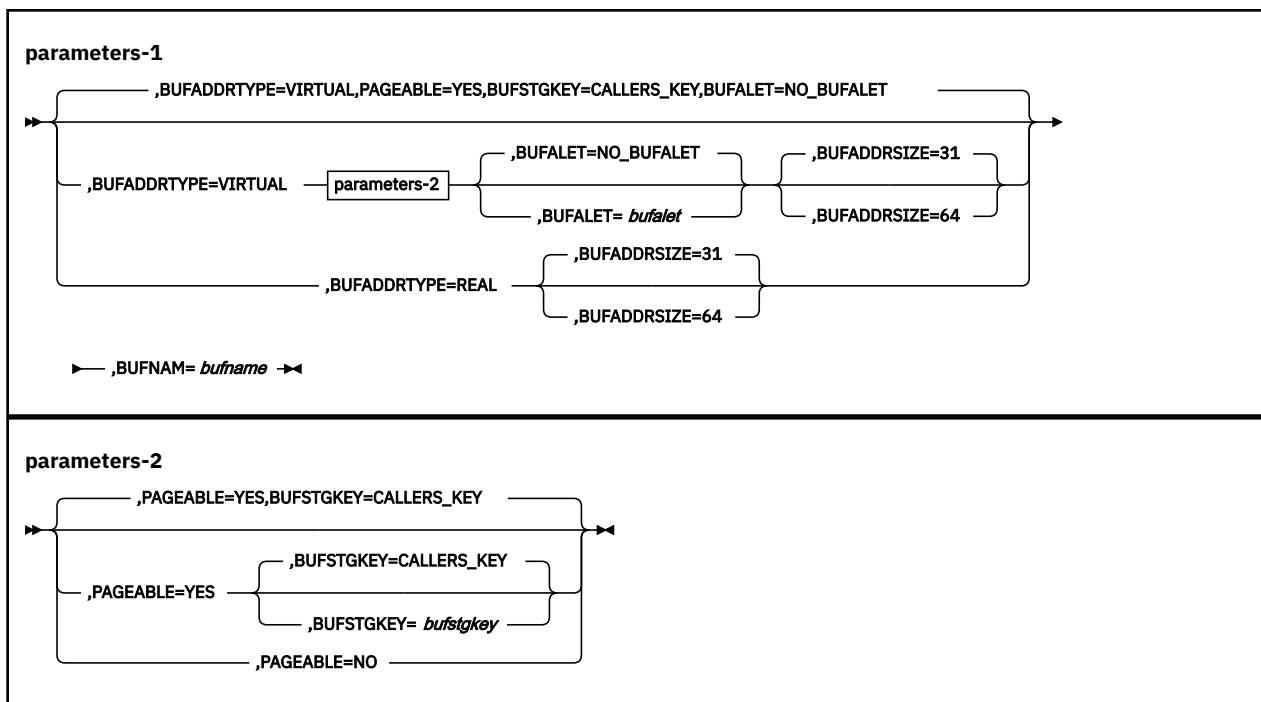 parameters-1
,BUFADDRTYPE=VIRTUAL,PAGEABLE=YES,BUFSTGKEY=CALLERS_KEY,BUFALET=NO_BUFALET
,BUFADDRTYPE=VIRTUAL parameters-2 ,BUFALET=NO_BUFALET ,BUFADDRSIZE=31
,BUFALET= bufalet ,BUFADDRSIZE=64
,BUFADDRTYPE=REAL ,BUFADDRSIZE=31
,BUFADDRSIZE=64
,BUFNAM= bufname
parameters-2
,PAGEABLE=YES,BUFSTGKEY=CALLERS_KEY
,PAGEABLE=YES ,BUFSTGKEY=CALLERS_KEY
,BUFSTGKEY= bufstgkey
,PAGEABLE=NO